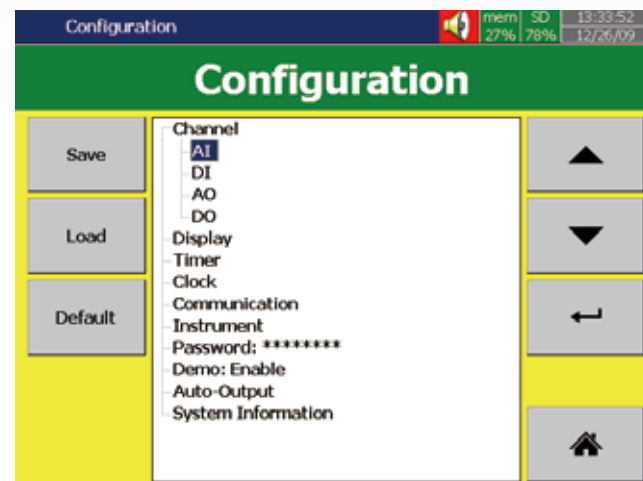 Configuration
mem SD 13:33:52
27% 78% 12/26/09
Configuration
Save
Load
Default
Channel
AI
DI
AO
DO
Display
Timer
Clock
Communication
Instrument
Password: ********
Demo: Enable
Auto-Output
System Information